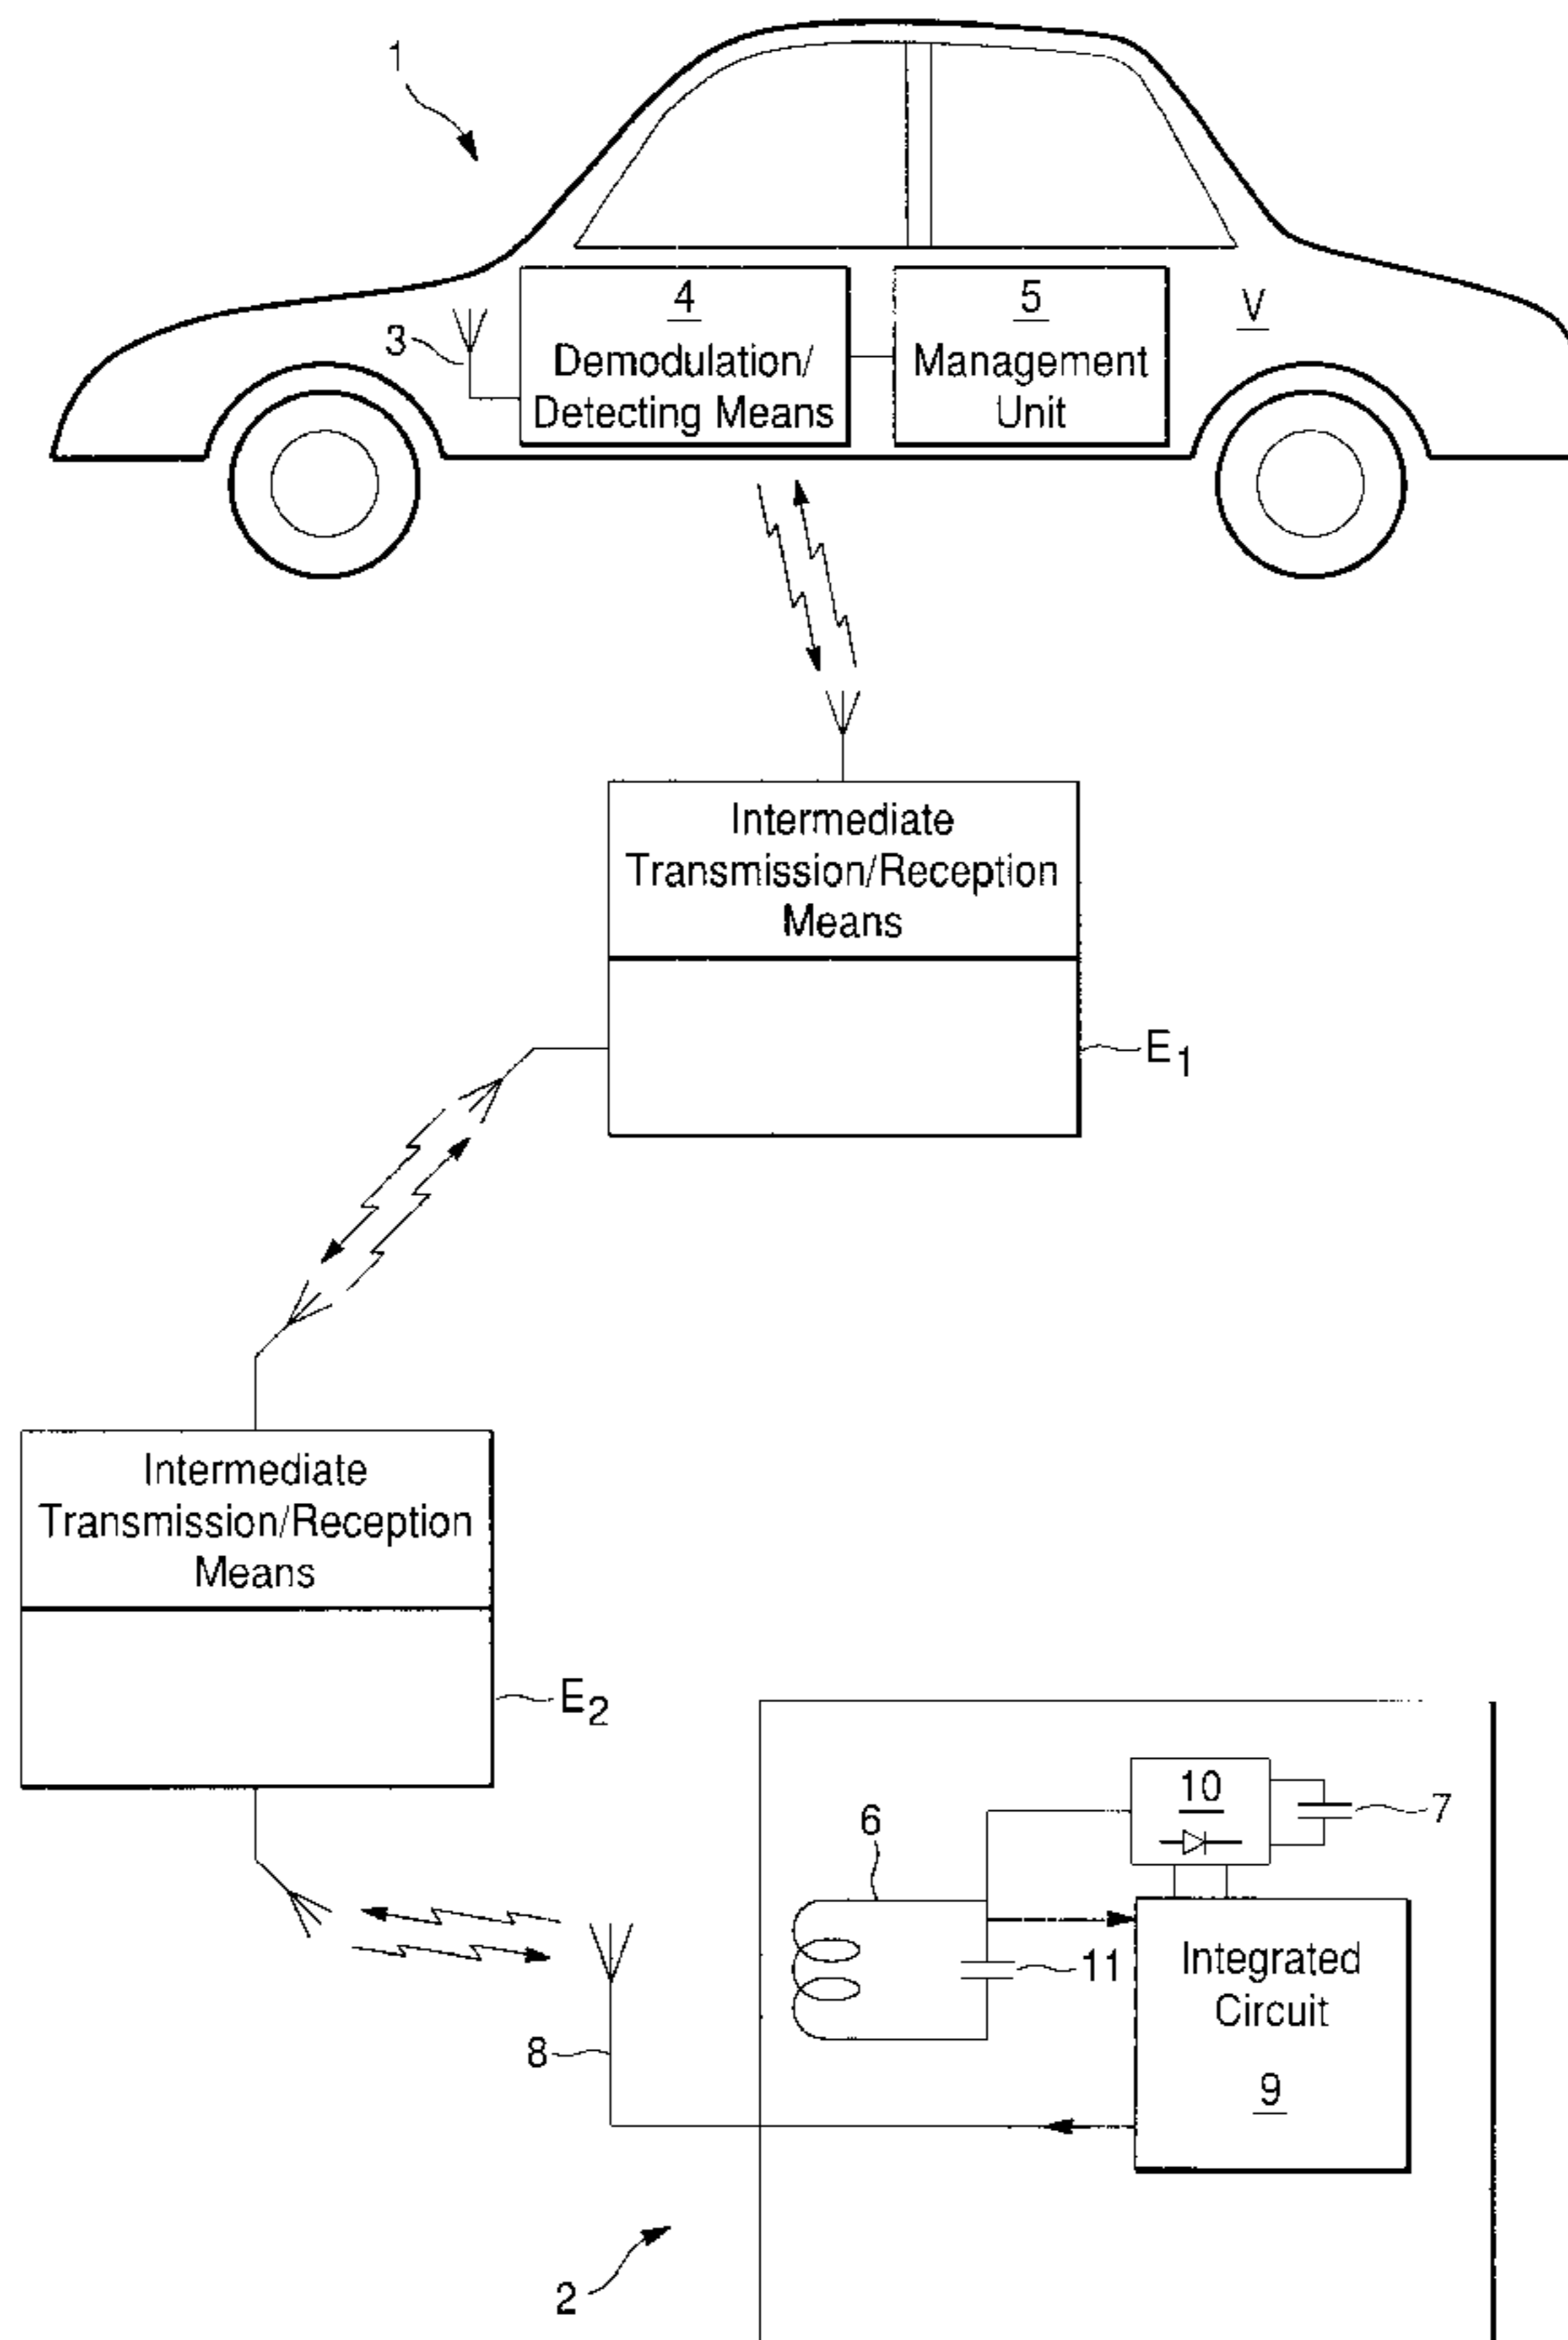 1
3
4
Demodulation/
Detecting Means
5
Management
Unit
V
Intermediate
Transmission/Reception
Means
E1
Intermediate
Transmission/Reception
Means
E2
10
7
6
11
Integrated
Circuit
9
8
2